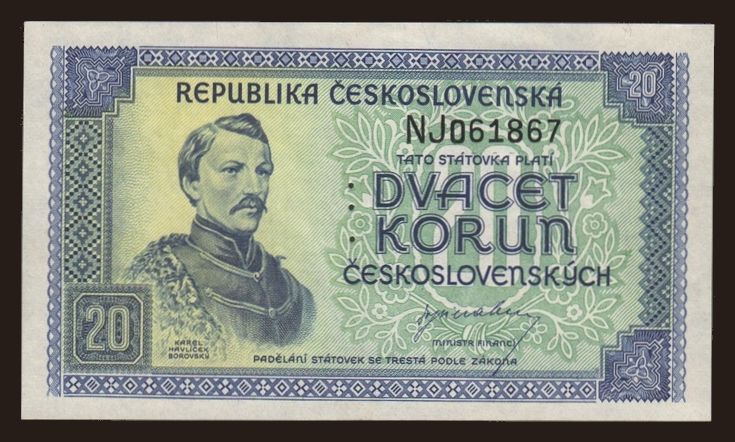 20
REPUBLIKA ČESKOSLOVENSKÁ
NJ061867
TATO STÁTOVKA PLATÍ
DVACET
KORUN
ČESKOSLOVENSKÝCH
MINISTR FINANCÍ
20
KAREL
HAVLÍČEK
BOROVSKÝ
PADĚLÁNÍ STÁTOVEK SE TRESTÁ PODLE ZÁKONA